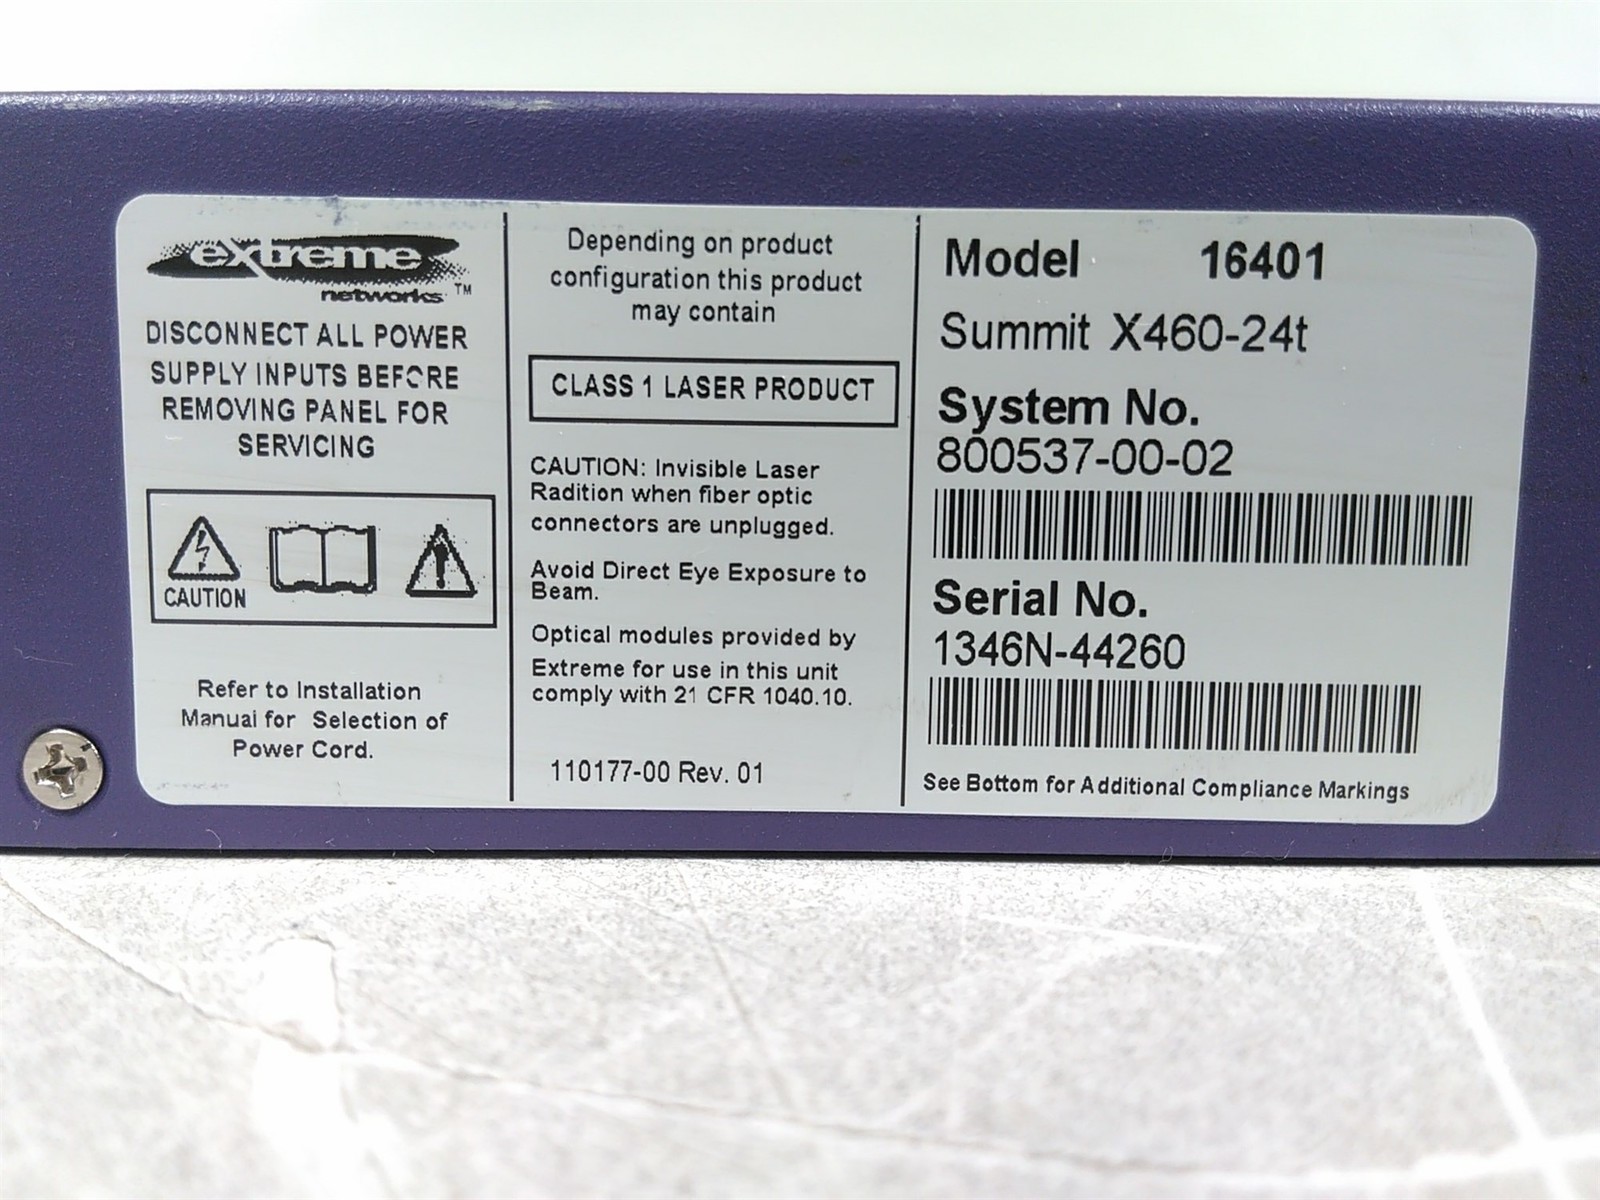 extreme
networks TM
DISCONNECT ALL POWER
SUPPLY INPUTS BEFORE
REMOVING PANEL FOR
SERVICING
CAUTION
Refer to Installation
Manual for Selection of
Power Cord.
Depending on product
configuration this product
may contain
CLASS 1 LASER PRODUCT
CAUTION: Invisible Laser
Radition when fiber optic
connectors are unplugged.
Avoid Direct Eye Exposure to
Beam.
Optical modules provided by
Extreme for use in this unit
comply with 21 CFR 1040.10.
110177-00 Rev. 01
Model 16401
Summit X460-24t
System No.
800537-00-02
Serial No.
1346N-44260
See Bottom for Additional Compliance Markings